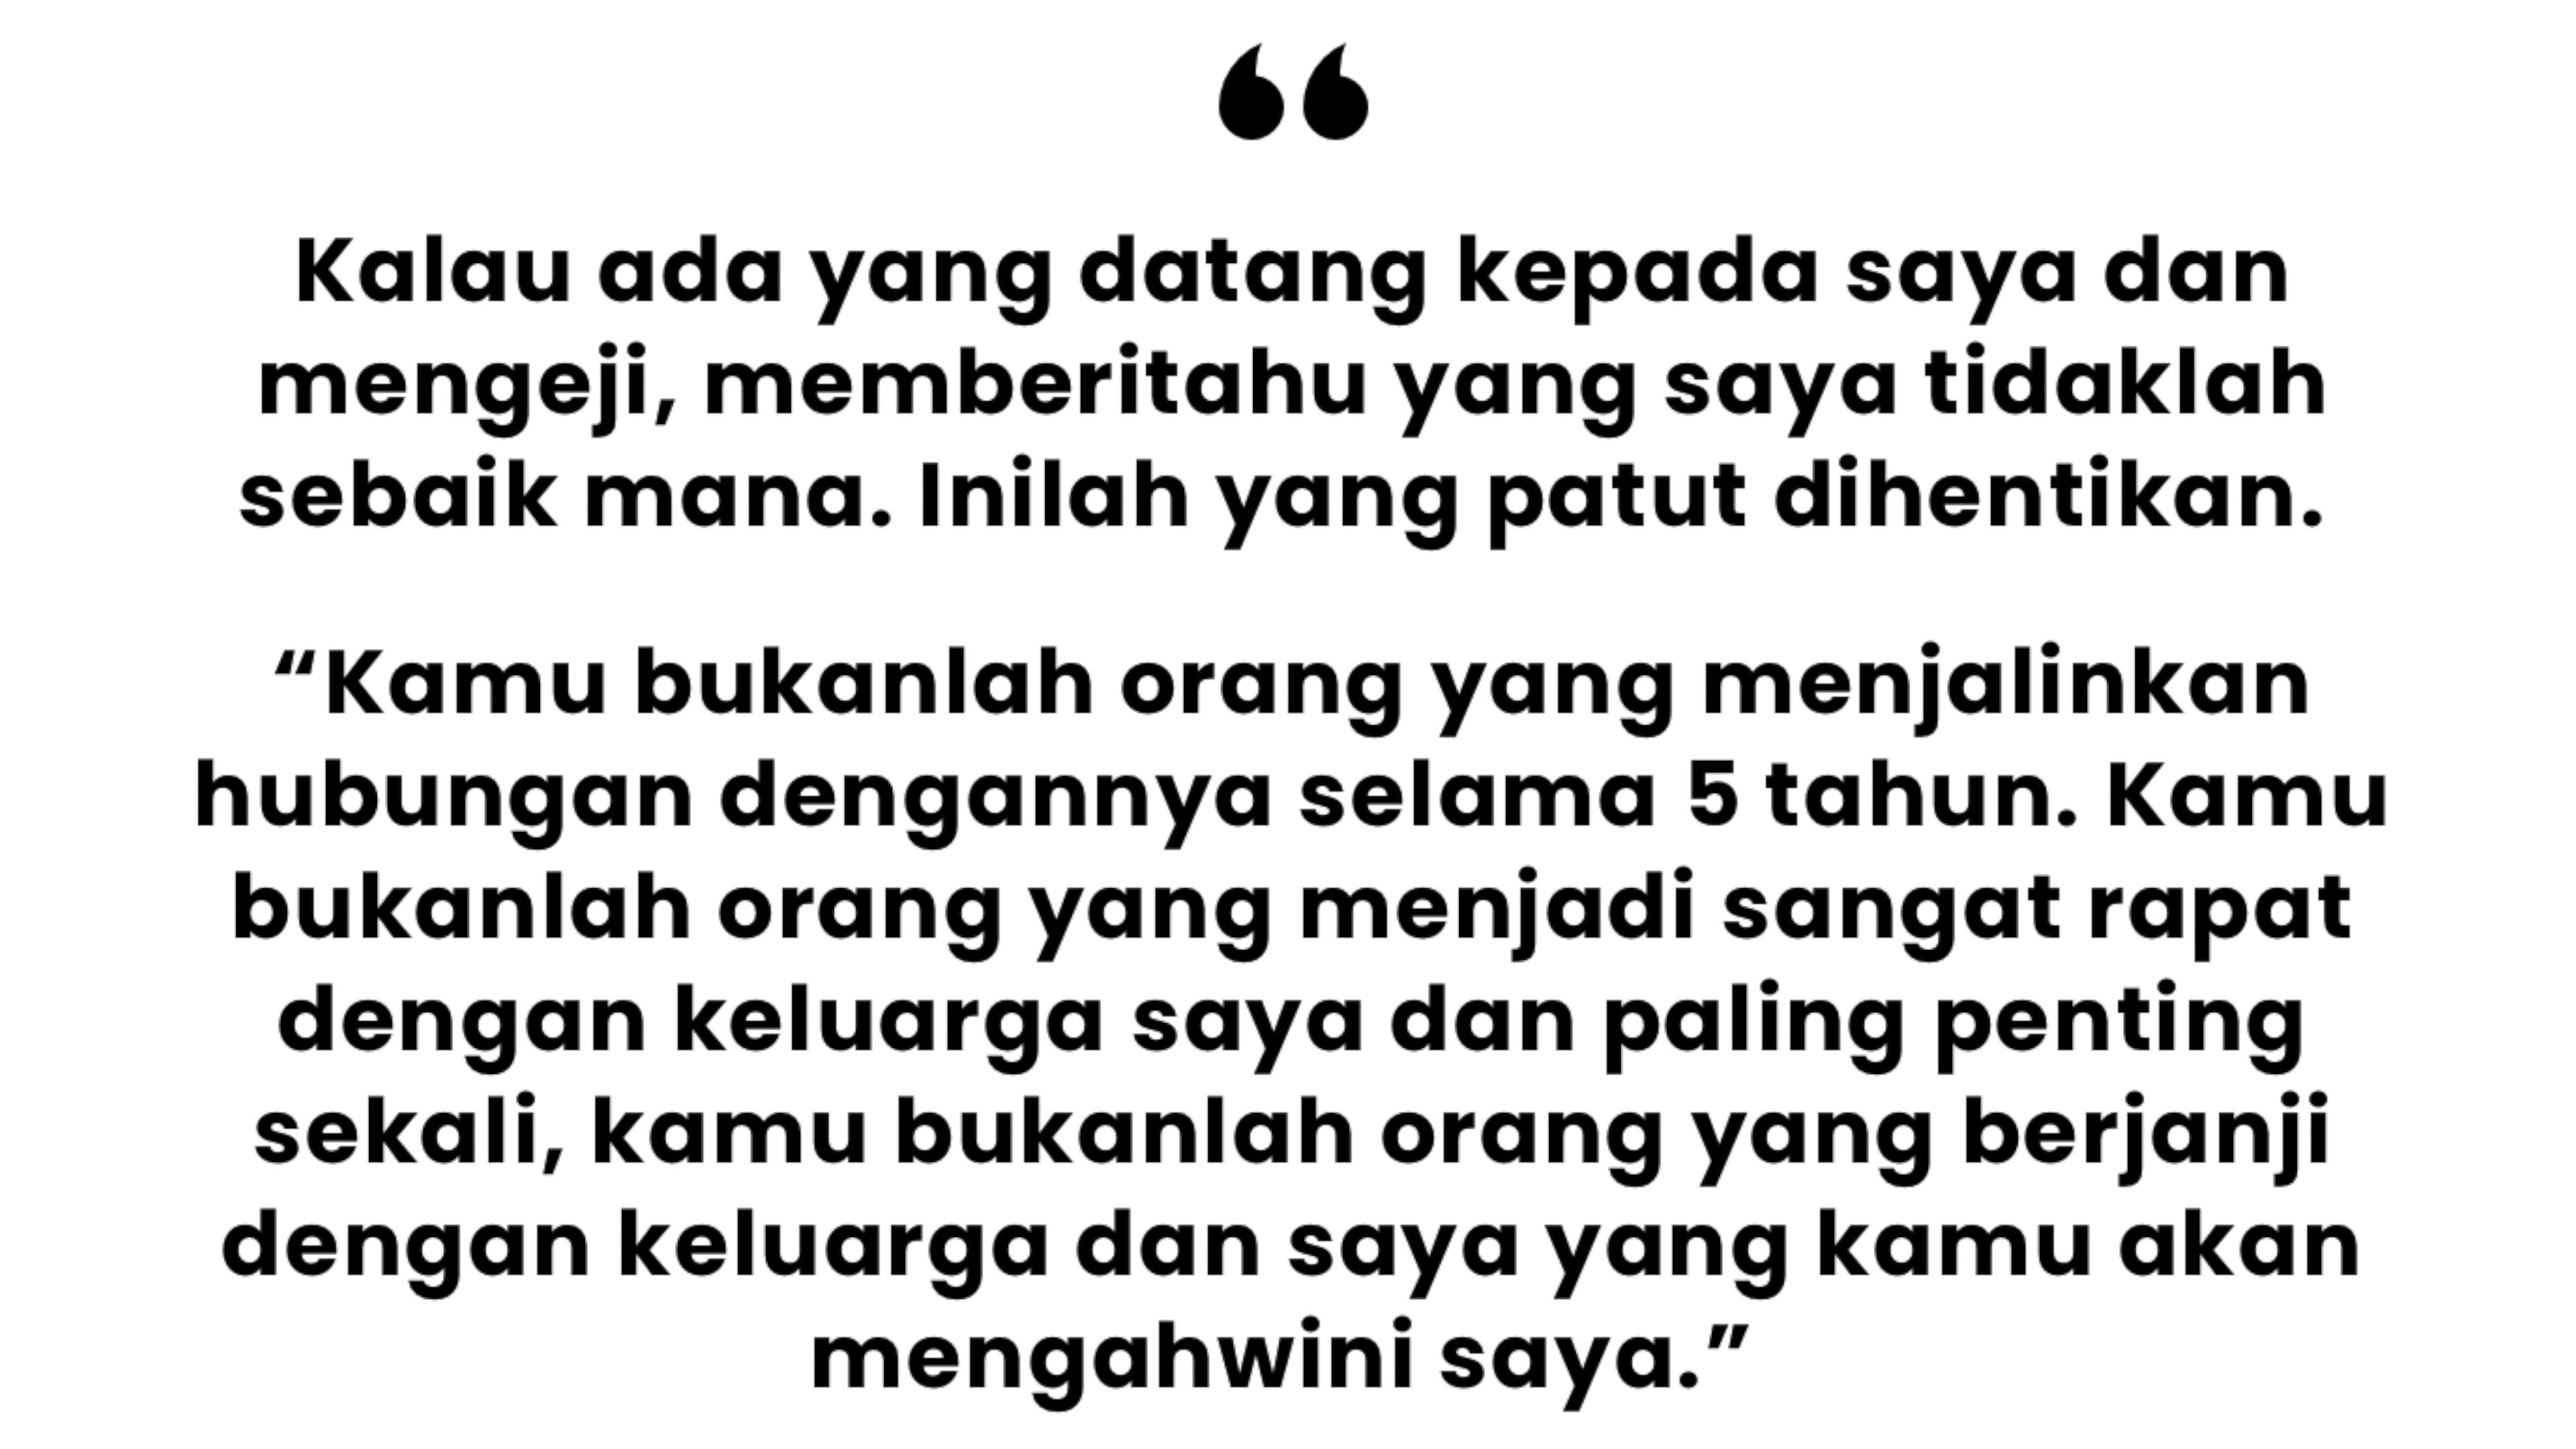 “
Kalau ada yang datang kepada saya dan
mengeji, memberitahu yang saya tidaklah
sebaik mana. Inilah yang patut dihentikan.
“Kamu bukanlah orang yang menjalinkan
hubungan dengannya selama 5 tahun. Kamu
bukanlah orang yang menjadi sangat rapat
dengan keluarga saya dan paling penting
sekali, kamu bukanlah orang yang berjanji
dengan keluarga dan saya yang kamu akan
mengahwini saya.”